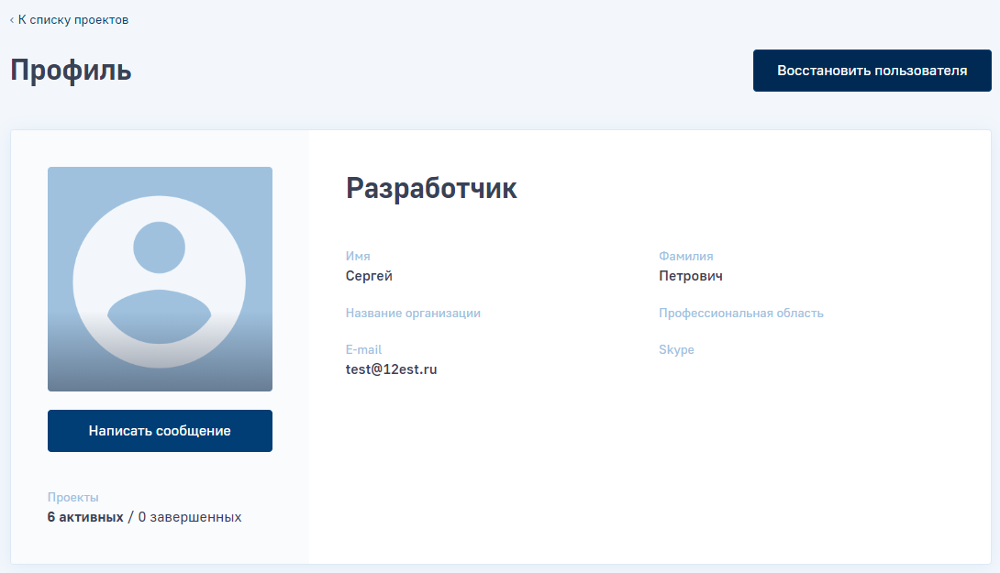 ‹ К списку проектов
Профиль
Восстановить пользователя
Разработчик
Имя
Сергей
Фамилия
Петрович
Название организации
Профессиональная область
E-mail
test@12est.ru
Skype
Написать сообщение
Проекты
6 активных / 0 завершенных